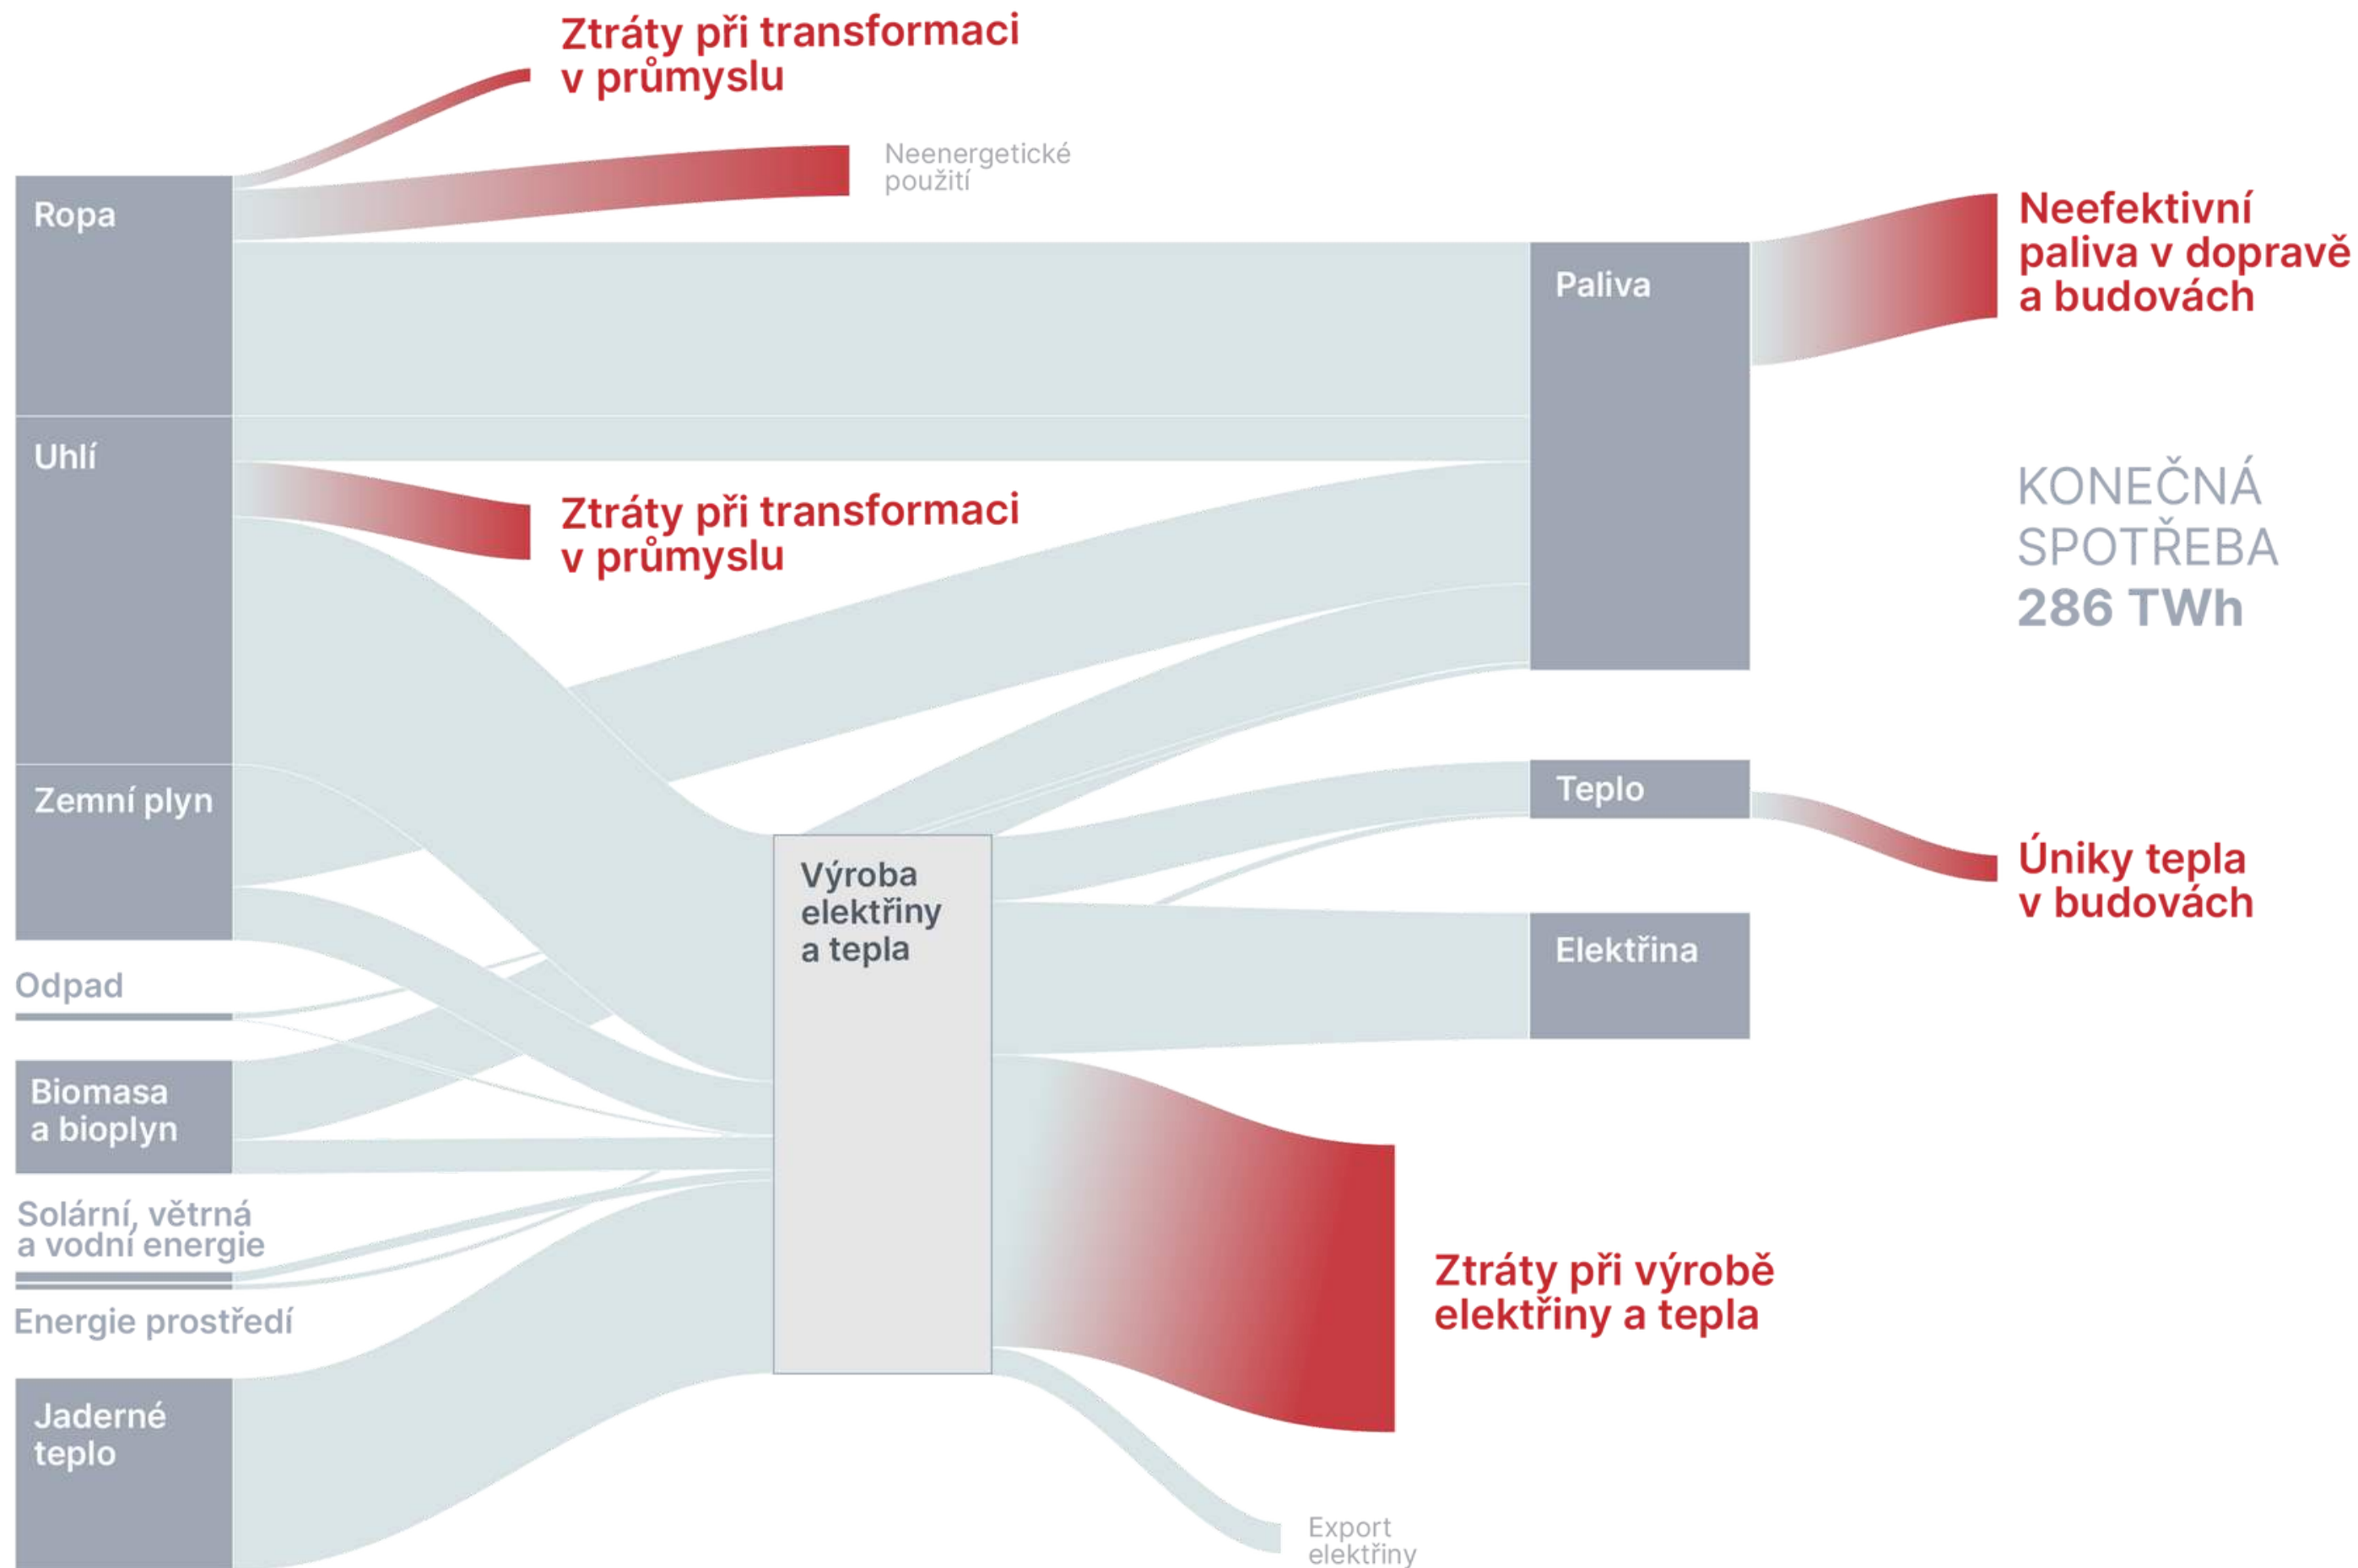 Ztráty při transformaci
v průmyslu
Neenergetické
použití
Ropa
Neefektivní
paliva v dopravě
a budovách
Paliva
Uhlí
KONEČNÁ
SPOTŘEBA
286 TWh
Ztráty při transformaci
v průmyslu
Zemní plyn
Teplo
Výroba
elektřiny
a tepla
Úniky tepla
v budovách
Elektřina
Odpad
Biomasa
a bioplyn
Solární, větrná
a vodní energie
Energie prostředí
Ztráty při výrobě
elektřiny a tepla
Jaderné
teplo
Export
elektřiny